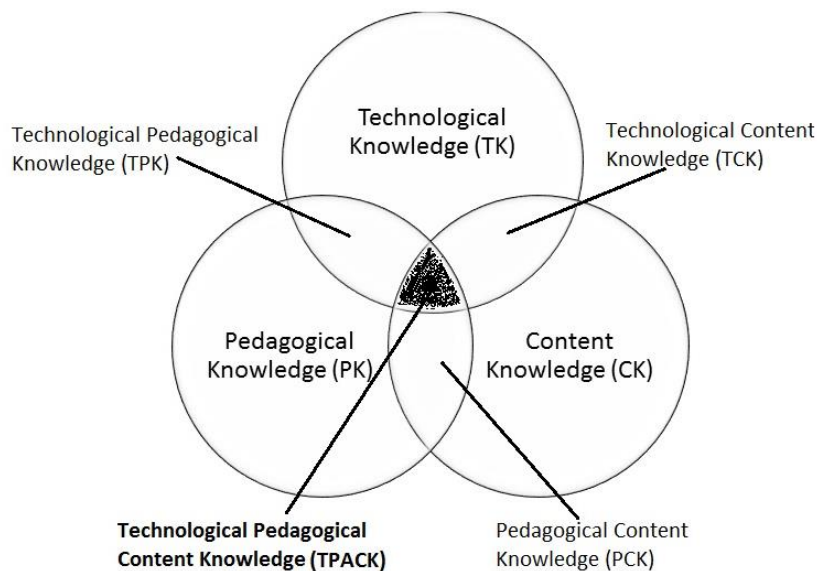 Technological
Knowledge (TK)
Technological Pedagogical
Knowledge (TPK)
Technological Content
Knowledge (TCK)
Pedagogical
Knowledge (PK)
Content
Knowledge (CK)
Technological Pedagogical
Content Knowledge (TPACK)
Pedagogical Content
Knowledge (PCK)